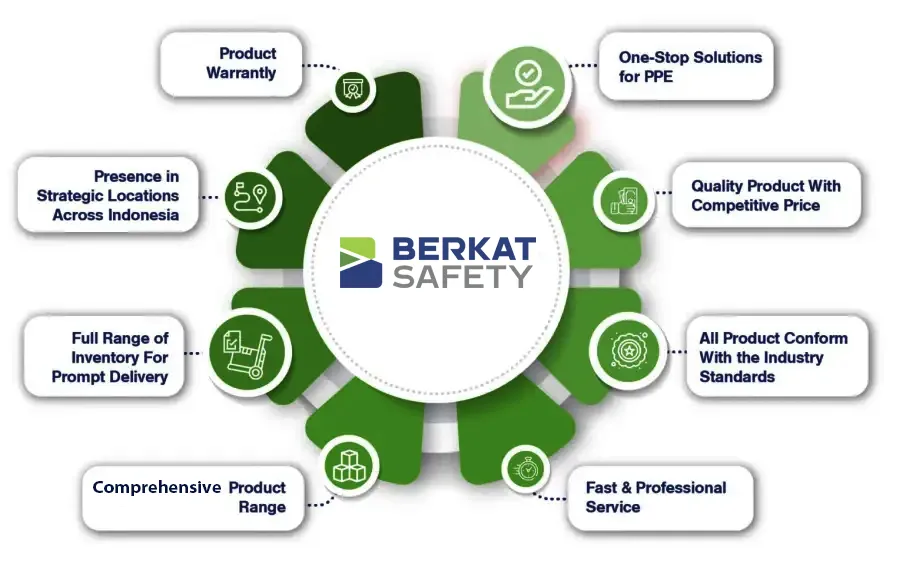 Product
Warrantly
One-Stop Solutions
for PPE
Presence in
Strategic Locations
Across Indonesia
Quality Product With
Competitive Price
BERKAT
SAFETY
Full Range of
Inventory For
Prompt Delivery
All Product Conform
With the Industry
Standards
Comprehensive Product
Range
Fast & Professional
Service